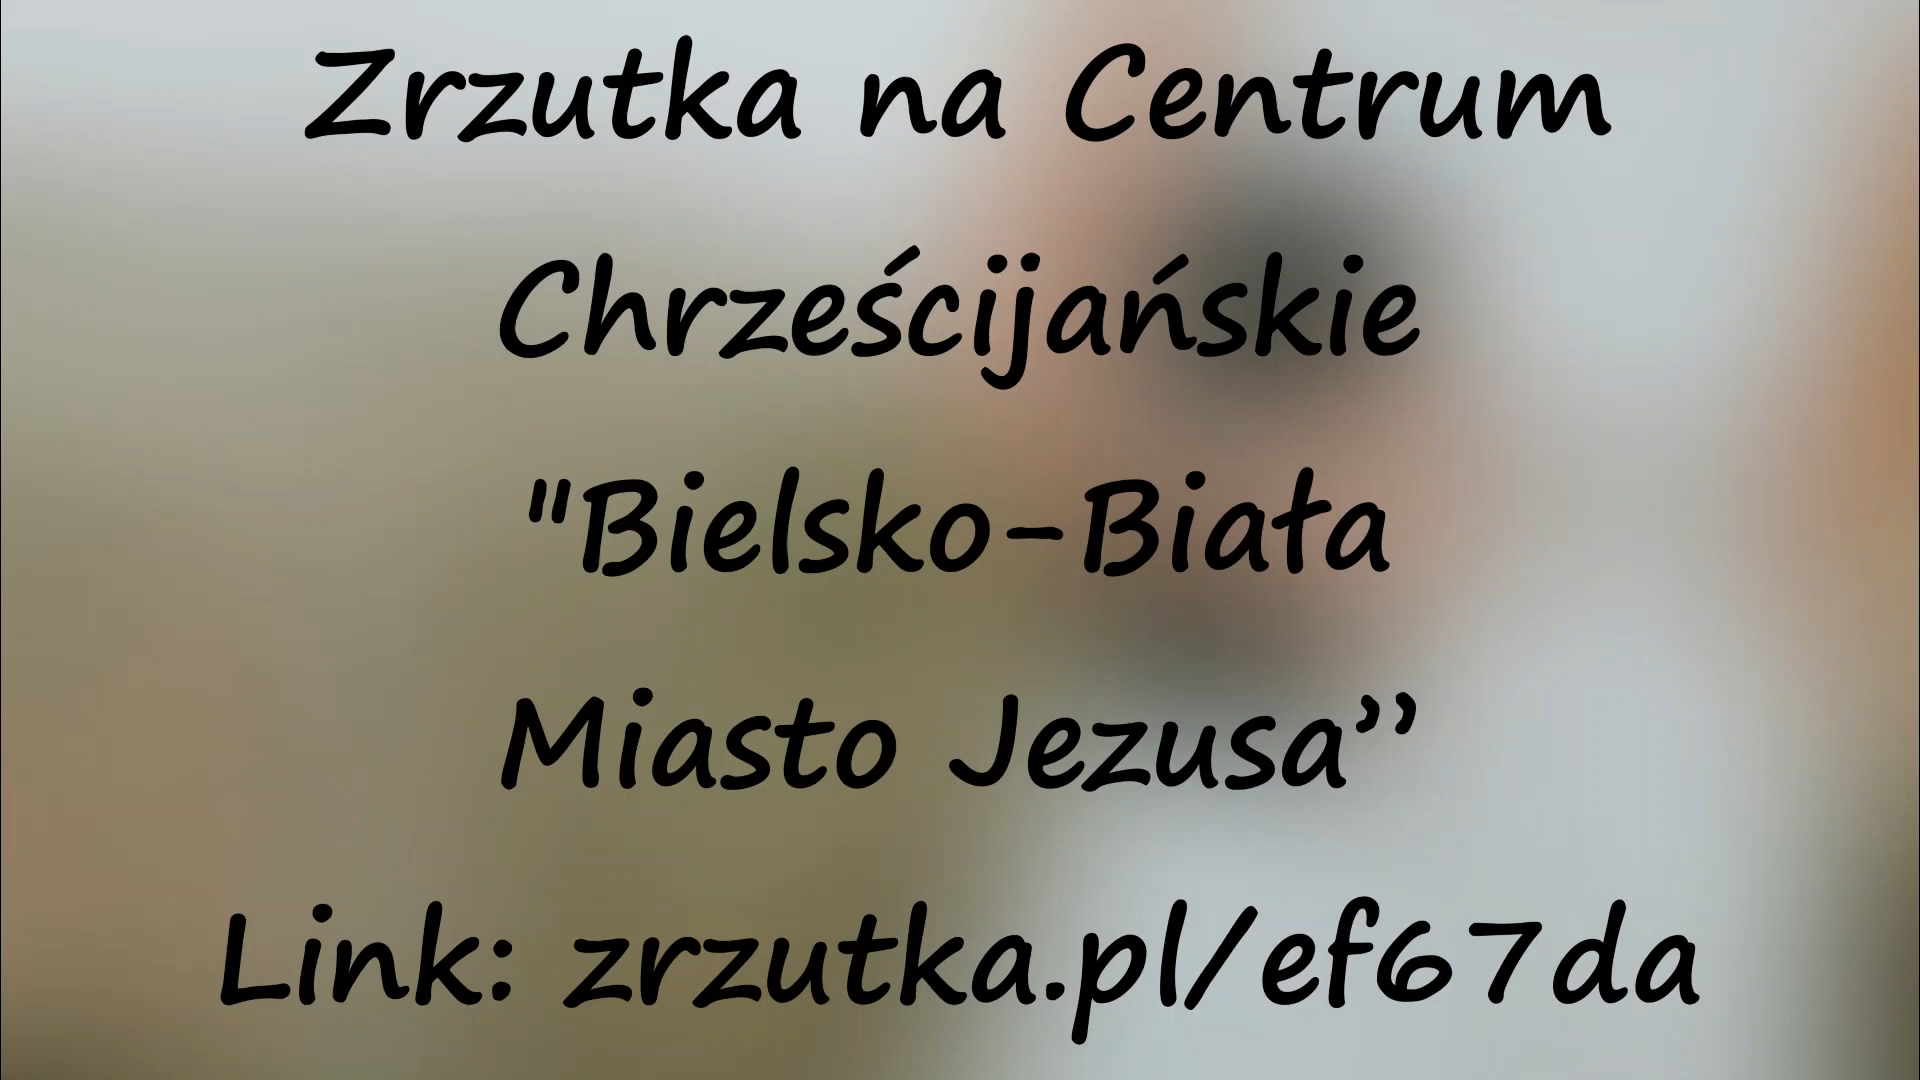 Zrzutka na Centrum
Chrześcijańskie
"Bielsko-Biała
Miasto Jezusa”
Link: zrzutka.pl/ef67da